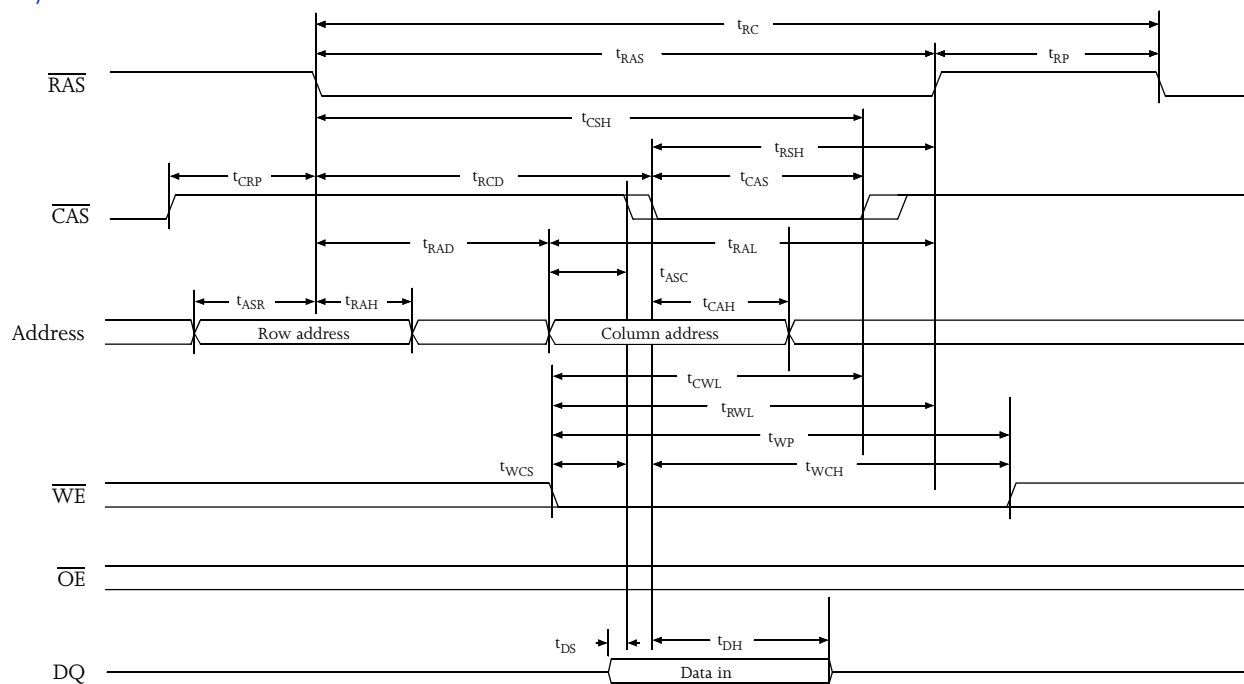 tRC
tRAS
tRP
RAS
tCSH
tRSH
tCRP
tRCD
tCAS
CAS
tRAD
tRAL
tASC
tASR
tRAH
tCAH
Address
Row address
Column address
tCWL
tRWL
tWP
tWCS
tWCH
WE
OE
tDS
tDH
DQ
Data in